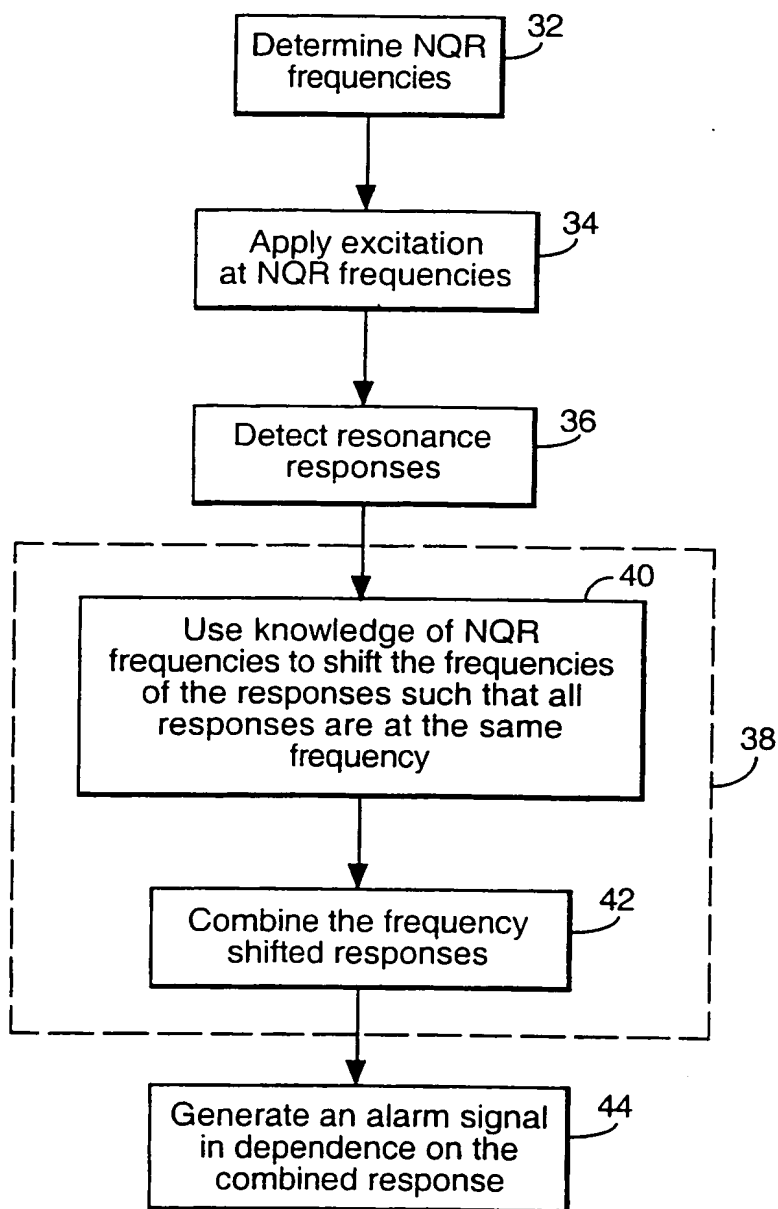 32
Determine NQR
frequencies
34
Apply excitation
at NQR frequencies
36
Detect resonance
responses
40
Use knowledge of NQR
frequencies to shift the frequencies
of the responses such that all
responses are at the same
frequency
38
42
Combine the frequency
shifted responses
44
Generate an alarm signal
in dependence on the
combined response